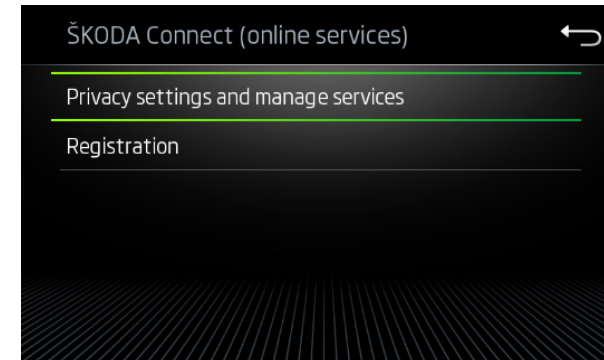 ŠKODA Connect (online services)
Privacy settings and manage services
Registration